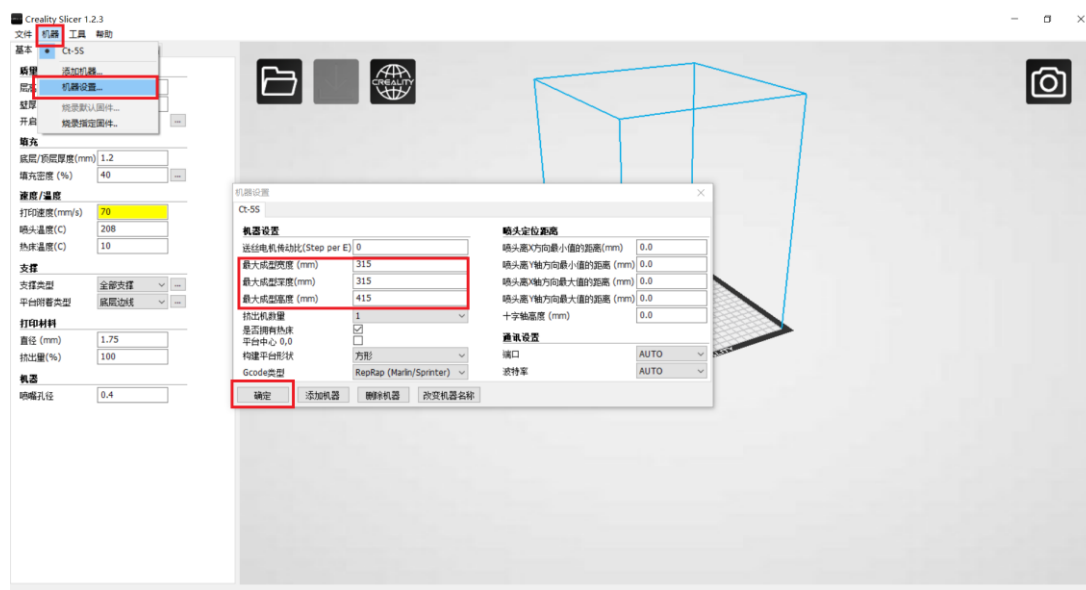 Creality Slicer 1.2.3
文件 机器 工具 帮助
基本
Ct-5S
添加机器...
机器设置...
烧录默认固件...
烧录指定固件..
质量
层高
壁厚
开启
...
填充
底层/顶层厚度(mm) 1.2
填充密度 (%) 40 ...
速度/温度
打印速度(mm/s) 70
喷头温度(C) 208
热床温度(C) 10
支撑
支撑类型 全部支撑 ...
平台附着类型 底层边线 ...
打印材料
直径 (mm) 1.75
挤出量(%) 100
机器
喷嘴孔径 0.4
CREALITY
机器设置
Ct-5S
机器设置
送丝电机传动比(Step per E) 0
最大成型宽度 (mm) 315
最大成型深度(mm) 315
最大成型高度 (mm) 415
挤出机数量 1
是否拥有热床
平台中心 0,0
构建平台形状 方形
Gcode类型 RepRap (Marlin/Sprinter)
喷头定位距离
喷头离X方向最小值的距离(mm) 0.0
喷头离Y轴方向最小值的距离 (mm) 0.0
喷头离X轴方向最大值的距离 (mm) 0.0
喷头离Y轴方向最大值的距离 (mm) 0.0
十字轴高度 (mm) 0.0
通讯设置
端口 AUTO
波特率 AUTO
确定 添加机器 删除机器 改变机器名称